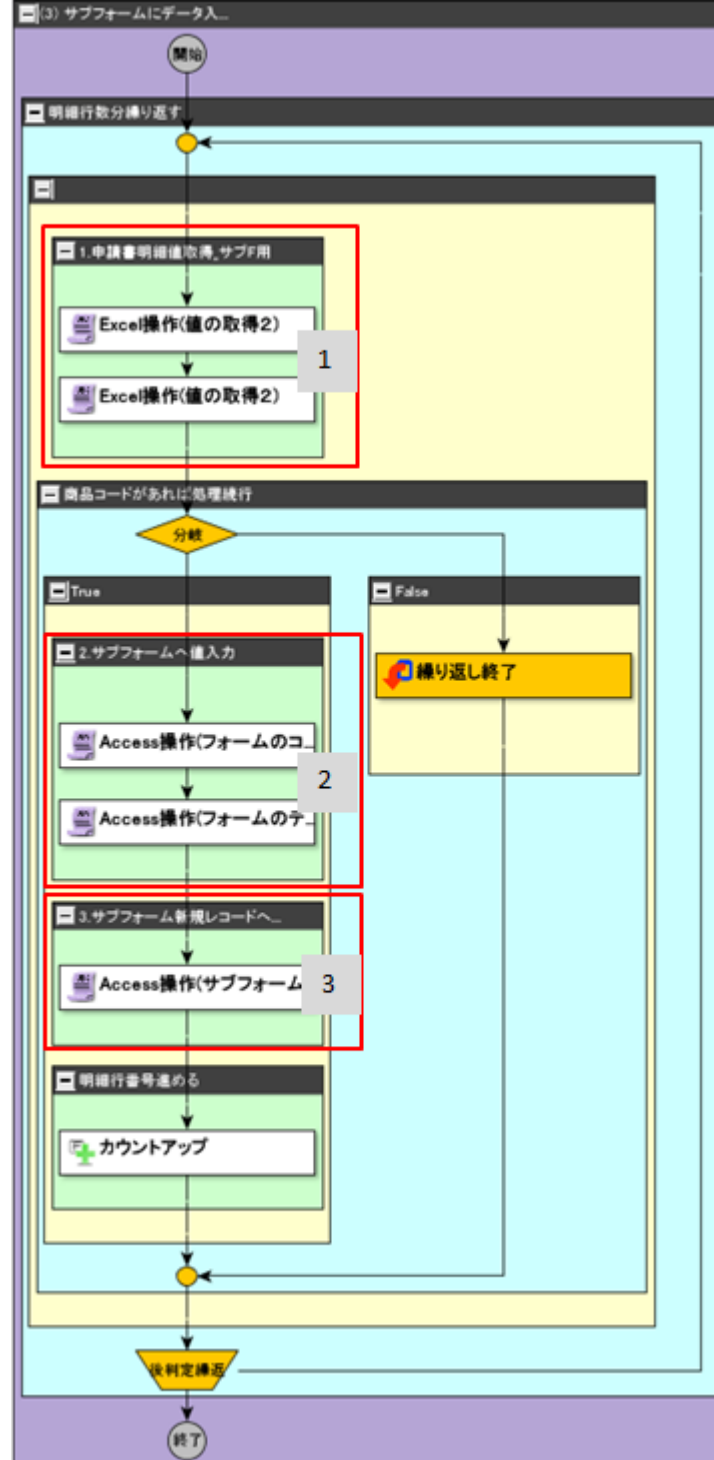 (3) サブフォームにデータ入...
開始
明細行数分繰り返す
1.申請書明細値取得_サブF用
Excel操作(値の取得2)
1
Excel操作(値の取得2)
商品コードがあれば処理続行
分岐
True
False
2.サブフォームへ値入力
繰り返し終了
Access操作(フォームのコ...
2
Access操作(フォームのテ...
3.サブフォーム新規レコードへ...
Access操作(サブフォーム
3
明細行番号進める
カウントアップ
後判定繰返
終了